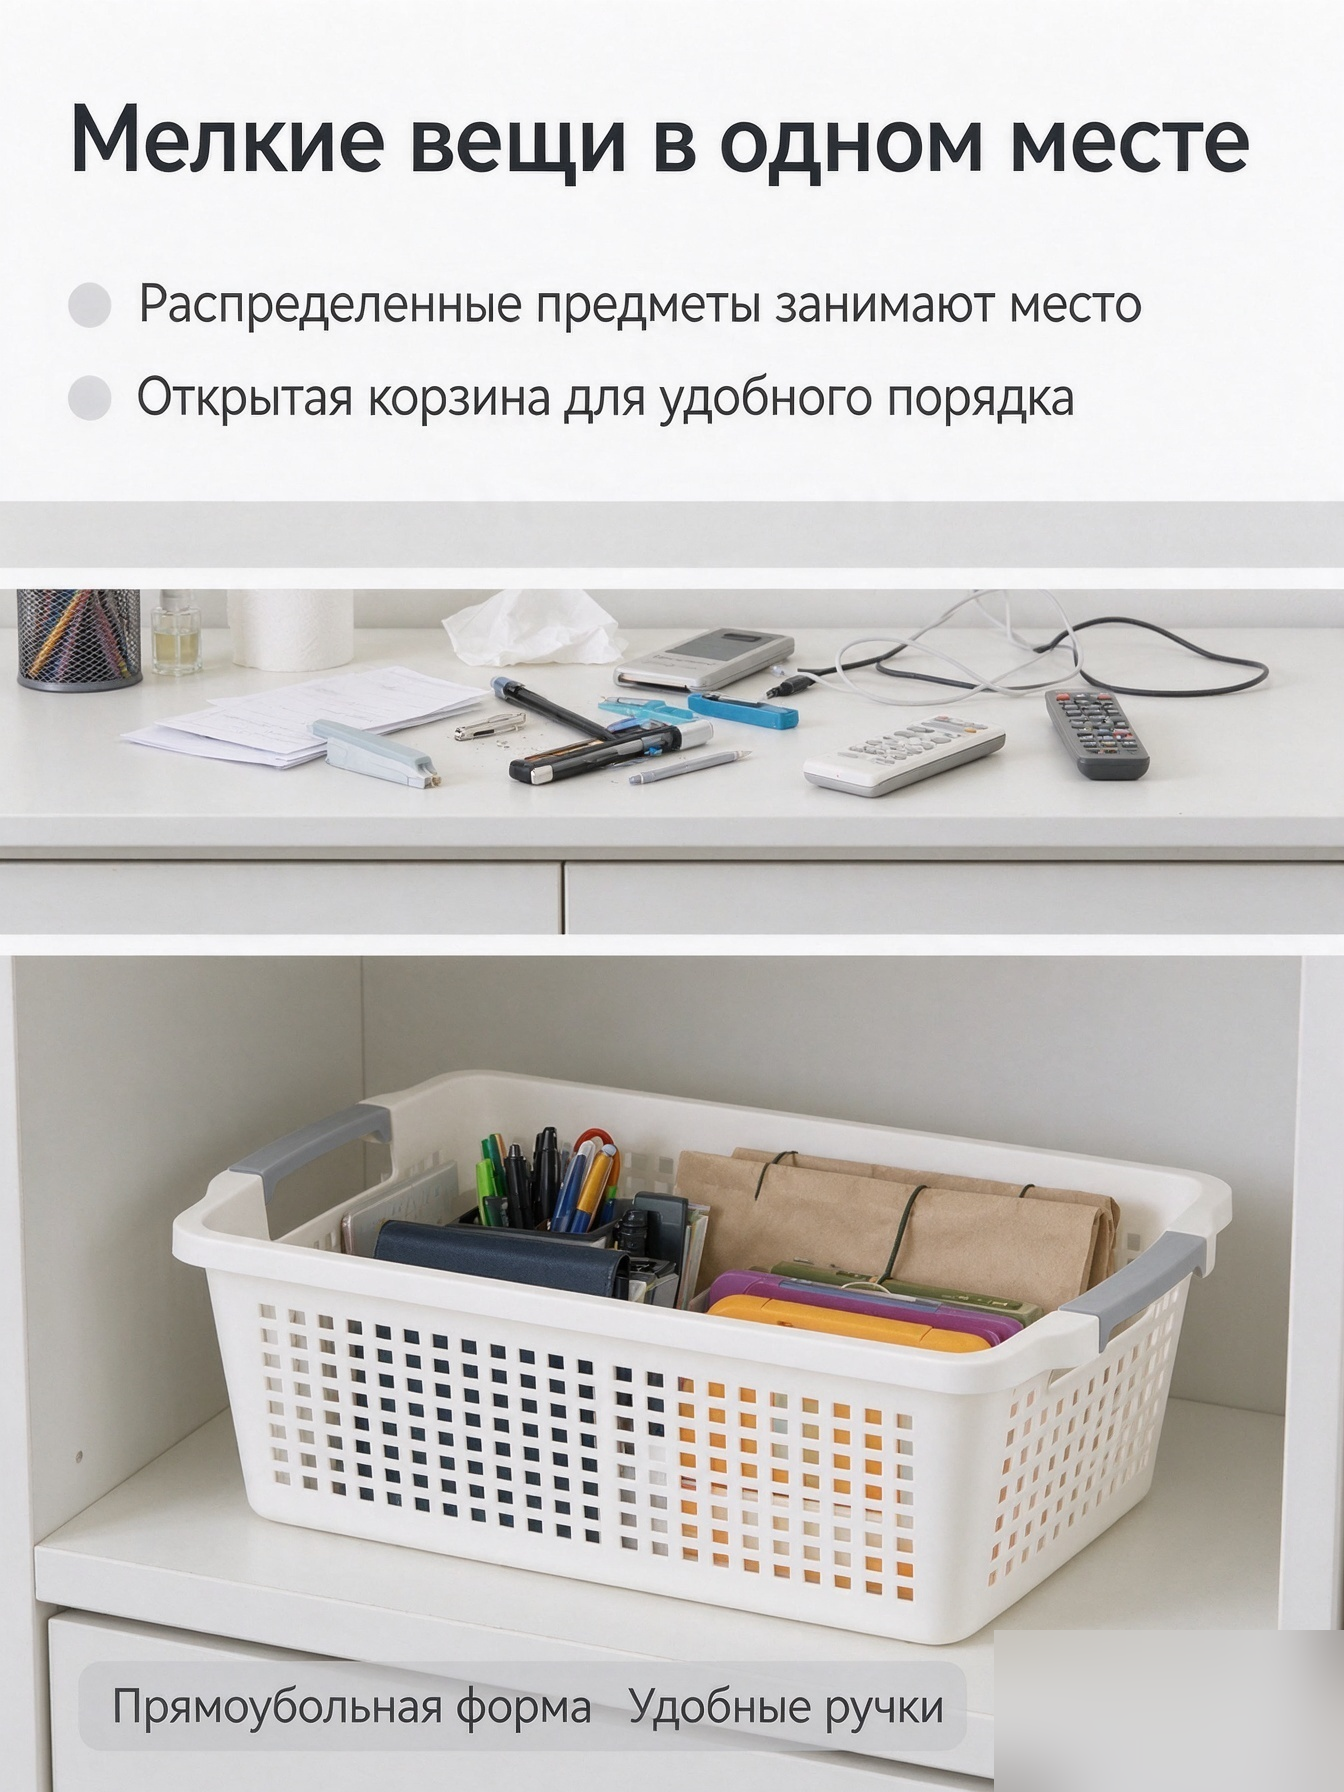 Мелкие вещи в одном месте
Распределенные предметы занимают место
Открытая корзина для удобного порядка
Прямоубольная форма Удобные ручки